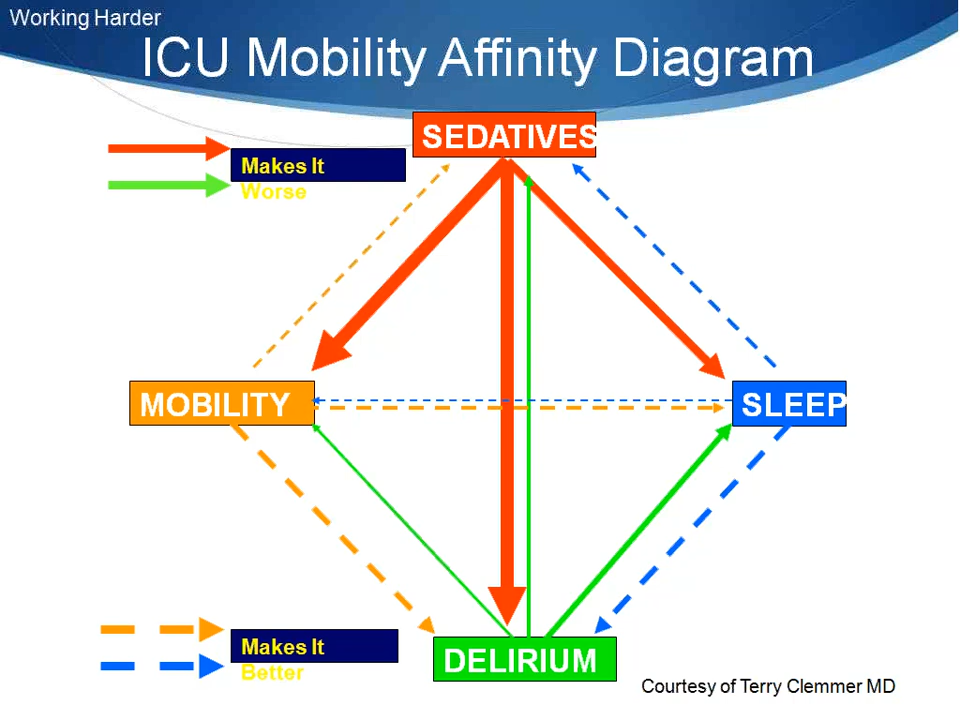 Working Harder
ICU Mobility Affinity Diagram
SEDATIVES
Makes It
Worse
MOBILITY
SLEEP
Makes It
Better
DELIRIUM
Courtesy of Terry Clemmer MD